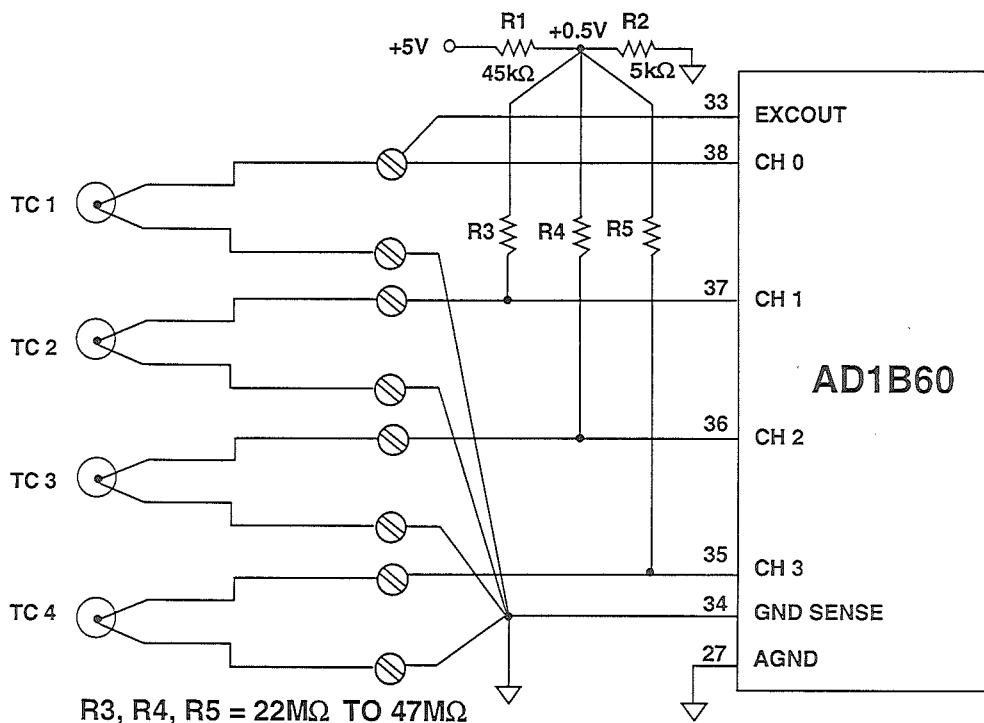 R1
+0.5V
R2
+5V
45kΩ
5kΩ
33
EXCOUT
38
CH 0
TC 1
R3
R4
R5
37
CH 1
TC 2
AD1B60
36
CH 2
TC 3
35
CH 3
34
GND SENSE
TC 4
27
AGND
R3, R4, R5 = 22MΩ TO 47MΩ